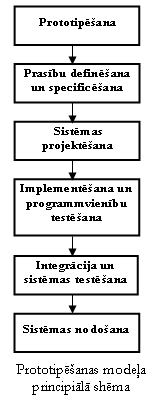 Prototipēšana
Prasību definēšana
un specificēšana
Sistēmas
projektēšana
Implementēšana un
programmvienību
testēšana
Integrācija un
sistēmas testēšana
Sistēmas nodošana
Prototipēšanas modeļa
principiālā shēma